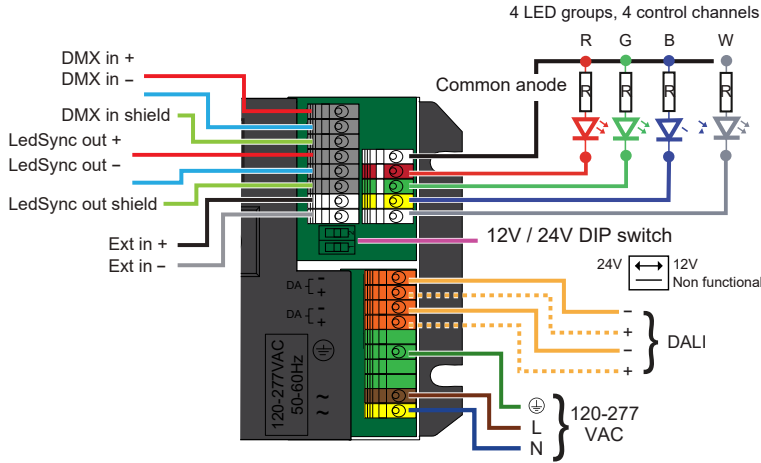 4 LED groups, 4 control channels
R G B W
Common anode
R R R R
DMX in +
DMX in –
DMX in shield
LedSync out +
LedSync out –
LedSync out shield
Ext in +
Ext in –
12V / 24V DIP switch
24V 12V
Non functional
DA – +
DA – +
–
+
–
+
DALI
120-277VAC
50-60Hz
~
~
L
N
120-277
VAC